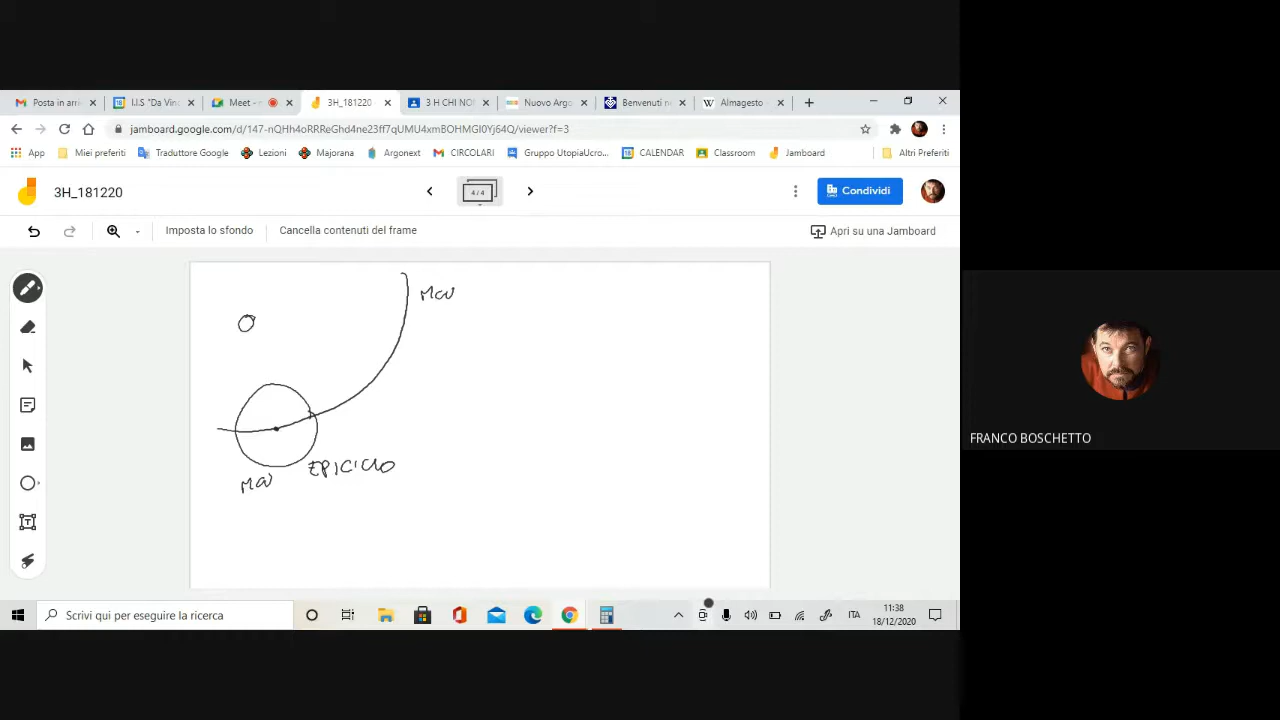 Posta in arri
I.I.S "Da Vinc
Meet -
3H_181220
3 H CHI NO
Nuovo Argo
Benvenuti n
Almagesto
jamboard.google.com/d/147-nQHh4oRRReGhd4ne23ff7qUMU4xmBOHMGI0Yj64Q/viewer?f=3
App
Miei preferiti
Traduttore Google
Lezioni
Majorana
Argonext
CIRCOLARI
Gruppo UtopiaUcro...
CALENDAR
Classroom
Jamboard
Altri Preferiti
3H_181220
4 / 4
Condividi
Imposta lo sfondo
Cancella contenuti del frame
Apri su una Jamboard
MCU
EPICICLO
MCU
FRANCO BOSCHETTO
Scrivi qui per eseguire la ricerca
ITA
11:38
18/12/2020